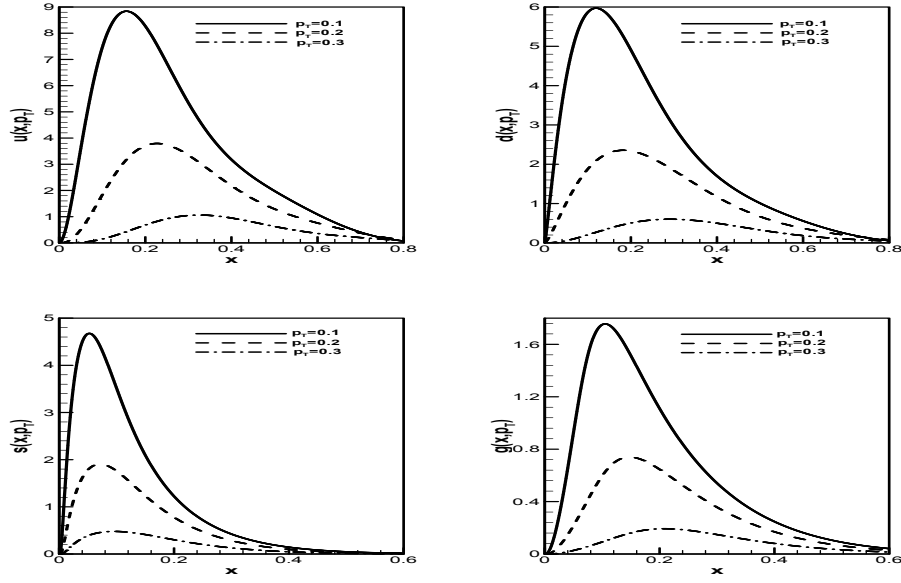 9
8
7
6
5
4
3
2
1
0
u(x,p_T)
p_T=0.1
p_T=0.2
p_T=0.3
0 0.2 0.4 0.6 0.8
x
6
4
2
0
d(x,p_T)
p_T=0.1
p_T=0.2
p_T=0.3
0 0.2 0.4 0.6 0.8
x
5
4
3
2
1
0
s(x,p_T)
p_T=0.1
p_T=0.2
p_T=0.3
0 0.2 0.4 0.6
x
1.6
1.2
0.8
0.4
0
g(x,p_T)
p_T=0.1
p_T=0.2
p_T=0.3
0 0.2 0.4 0.6
x